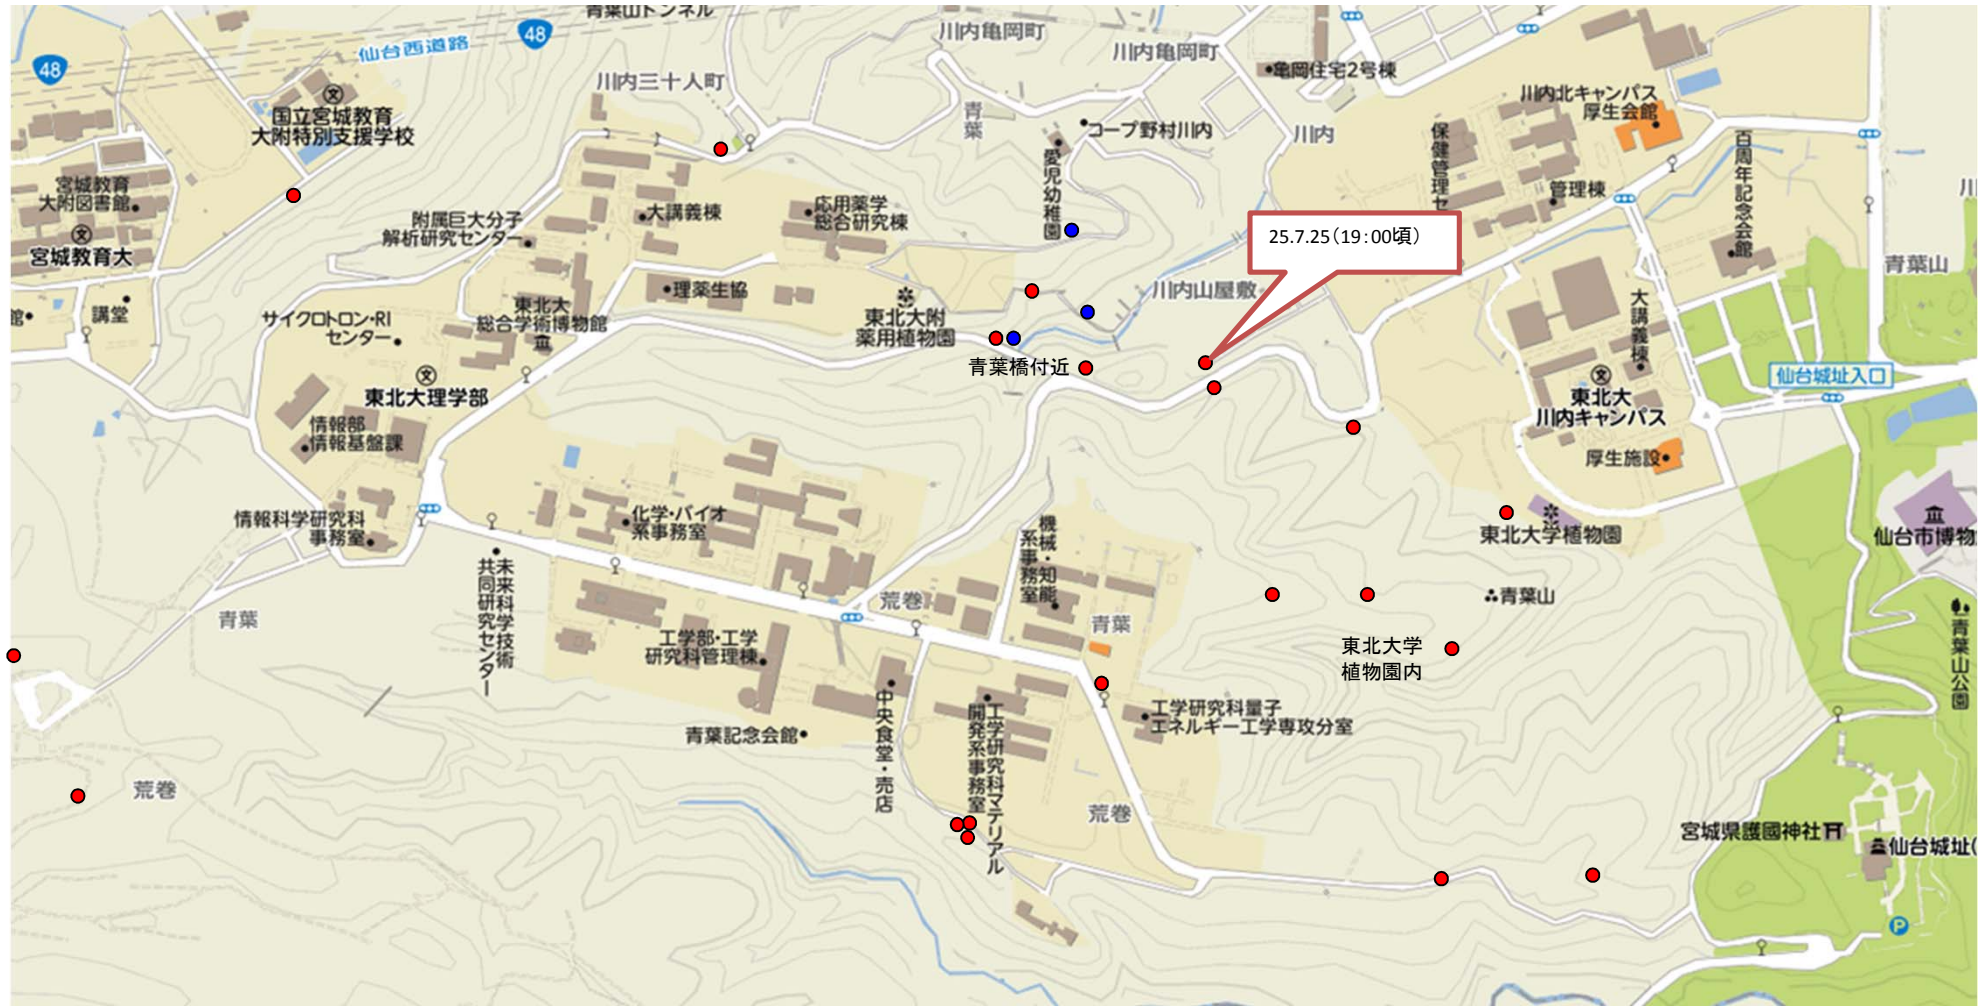 青葉山トンネル
48
仙台西道路
48
川内亀岡町
川内亀岡町
亀岡住宅2号棟
川内三十人町
国立宮城教育
大附特別支援学校
川内北キャンパス
厚生会館
青葉
コープ野村川内
川内
保健管理セ
百周年記念会館
愛児幼稚園
宮城教育
大附図書館
宮城教育大
附属巨大分子
解析研究センター
大講義棟
応用薬学
総合研究棟
管理棟
25.7.25(19:00頃)
青葉山
講堂
館
サイクロトロン・RI
センター
東北大
総合学術博物館
理薬生協
東北大附
薬用植物園
川内山屋敷
大講義棟
青葉橋付近
仙台城址入口
東北大理学部
東北大
川内キャンパス
情報部
情報基盤課
厚生施設
情報科学研究科
事務室
化学・バイオ
系事務室
機械・知能
系事務室
東北大学植物園
仙台市博物
未来科学技術
共同研究センター
青葉
荒巻
青葉
青葉山
青葉山公園
工学部・工学
研究科管理棟
東北大学
植物園内
中央食堂・売店
工学研究科マテリアル
開発系事務室
工学研究科量子
エネルギー工学専攻分室
青葉記念会館
荒巻
荒巻
宮城県護國神社
仙台城址(
P